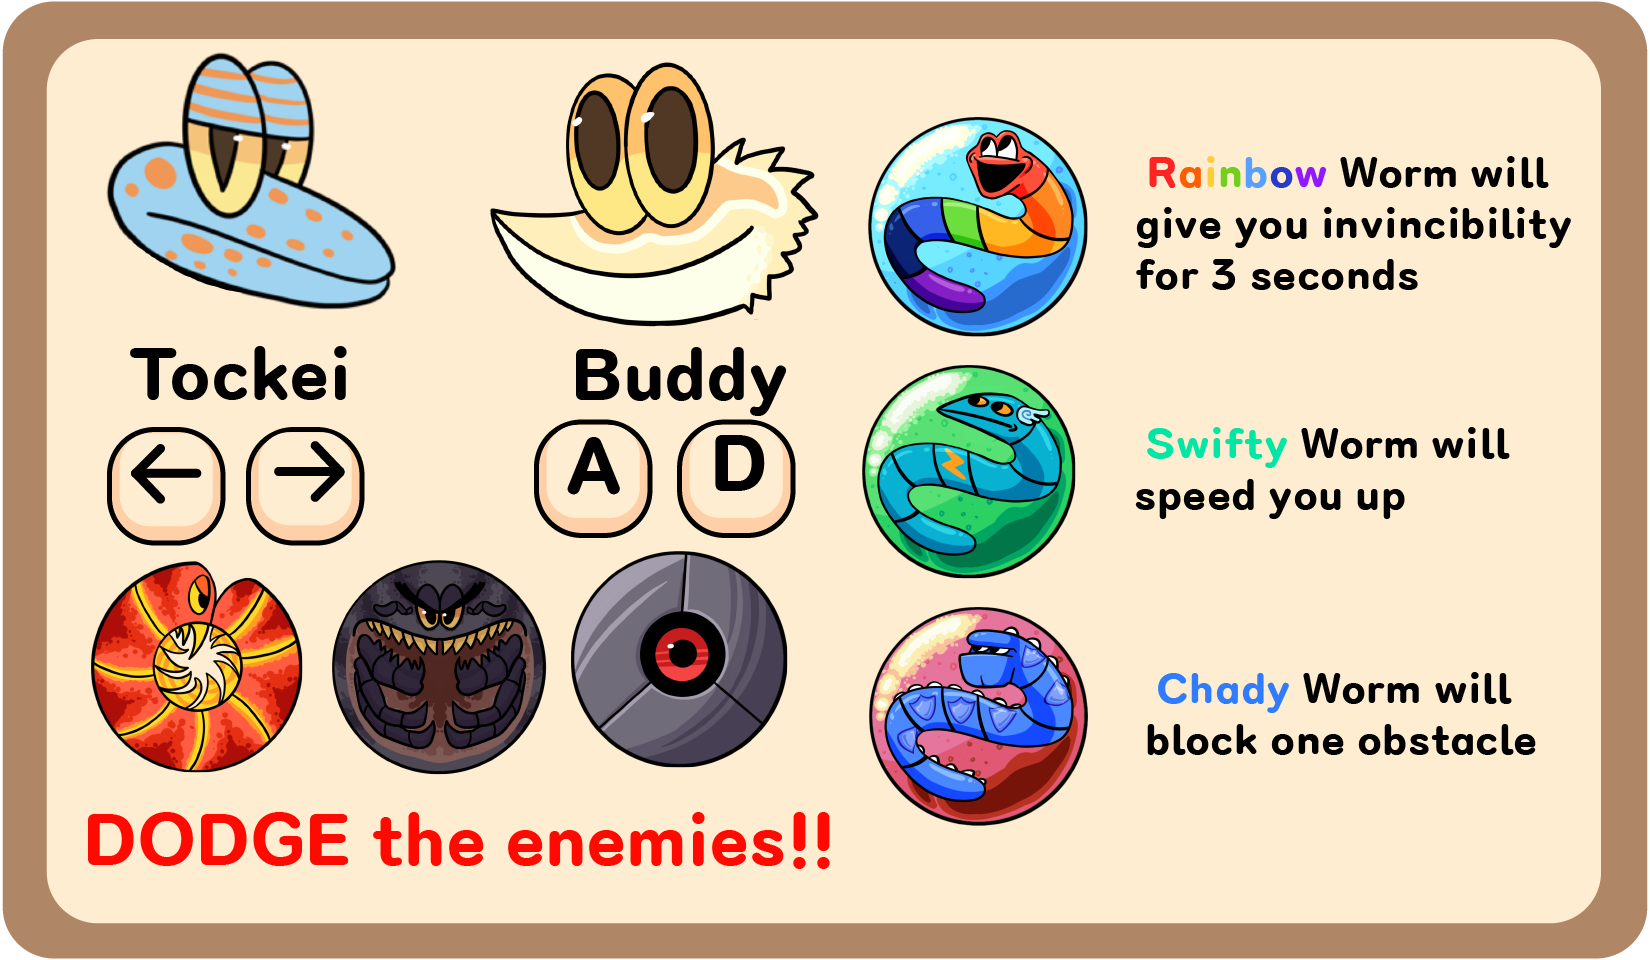 Tockei
Buddy
← →
A D
DODGE the enemies!!
Rainbow Worm will
give you invincibility
for 3 seconds
Swifty Worm will
speed you up
Chady Worm will
block one obstacle